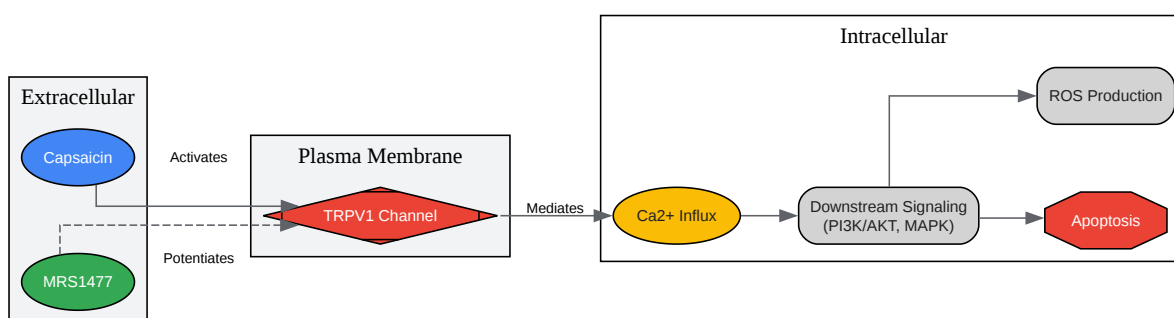 Extracellular
Capsaicin
MRS1477
Activates
Potentiates
Plasma Membrane
TRPV1 Channel
Mediates
Intracellular
Ca2+ Influx
Downstream Signaling
(PI3K/AKT, MAPK)
ROS Production
Apoptosis